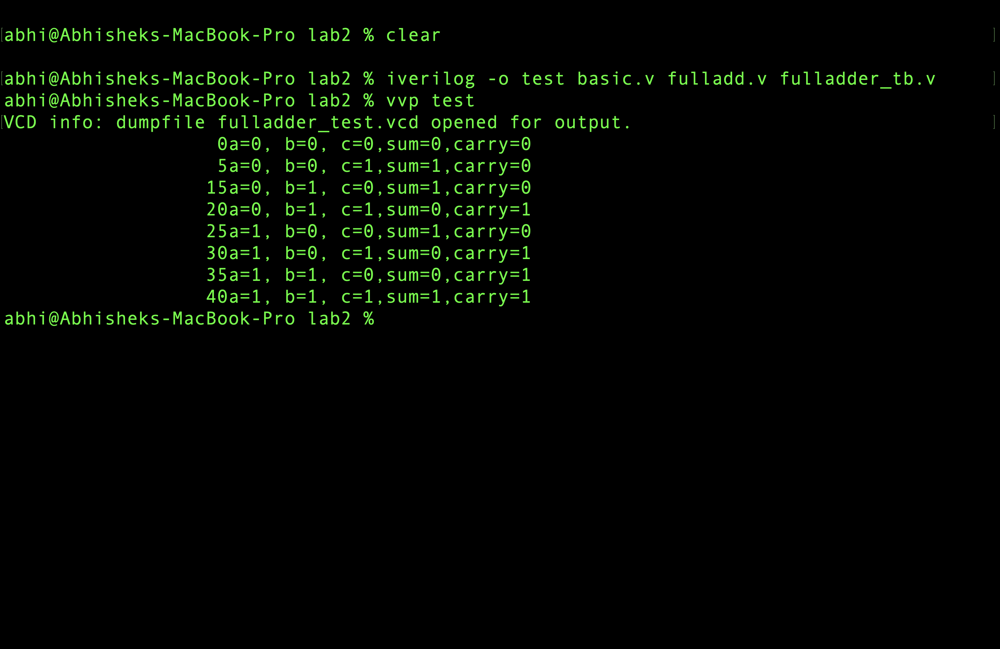 abhi@Abhisheks-MacBook-Pro lab2 % clear
abhi@Abhisheks-MacBook-Pro lab2 % iverilog -o test basic.v fulladd.v fulladder_tb.v
abhi@Abhisheks-MacBook-Pro lab2 % vvp test
VCD info: dumpfile fulladder_test.vcd opened for output.
0a=0, b=0, c=0,sum=0,carry=0
5a=0, b=0, c=1,sum=1,carry=0
15a=0, b=1, c=0,sum=1,carry=0
20a=0, b=1, c=1,sum=0,carry=1
25a=1, b=0, c=0,sum=1,carry=0
30a=1, b=0, c=1,sum=0,carry=1
35a=1, b=1, c=0,sum=0,carry=1
40a=1, b=1, c=1,sum=1,carry=1
abhi@Abhisheks-MacBook-Pro lab2 %